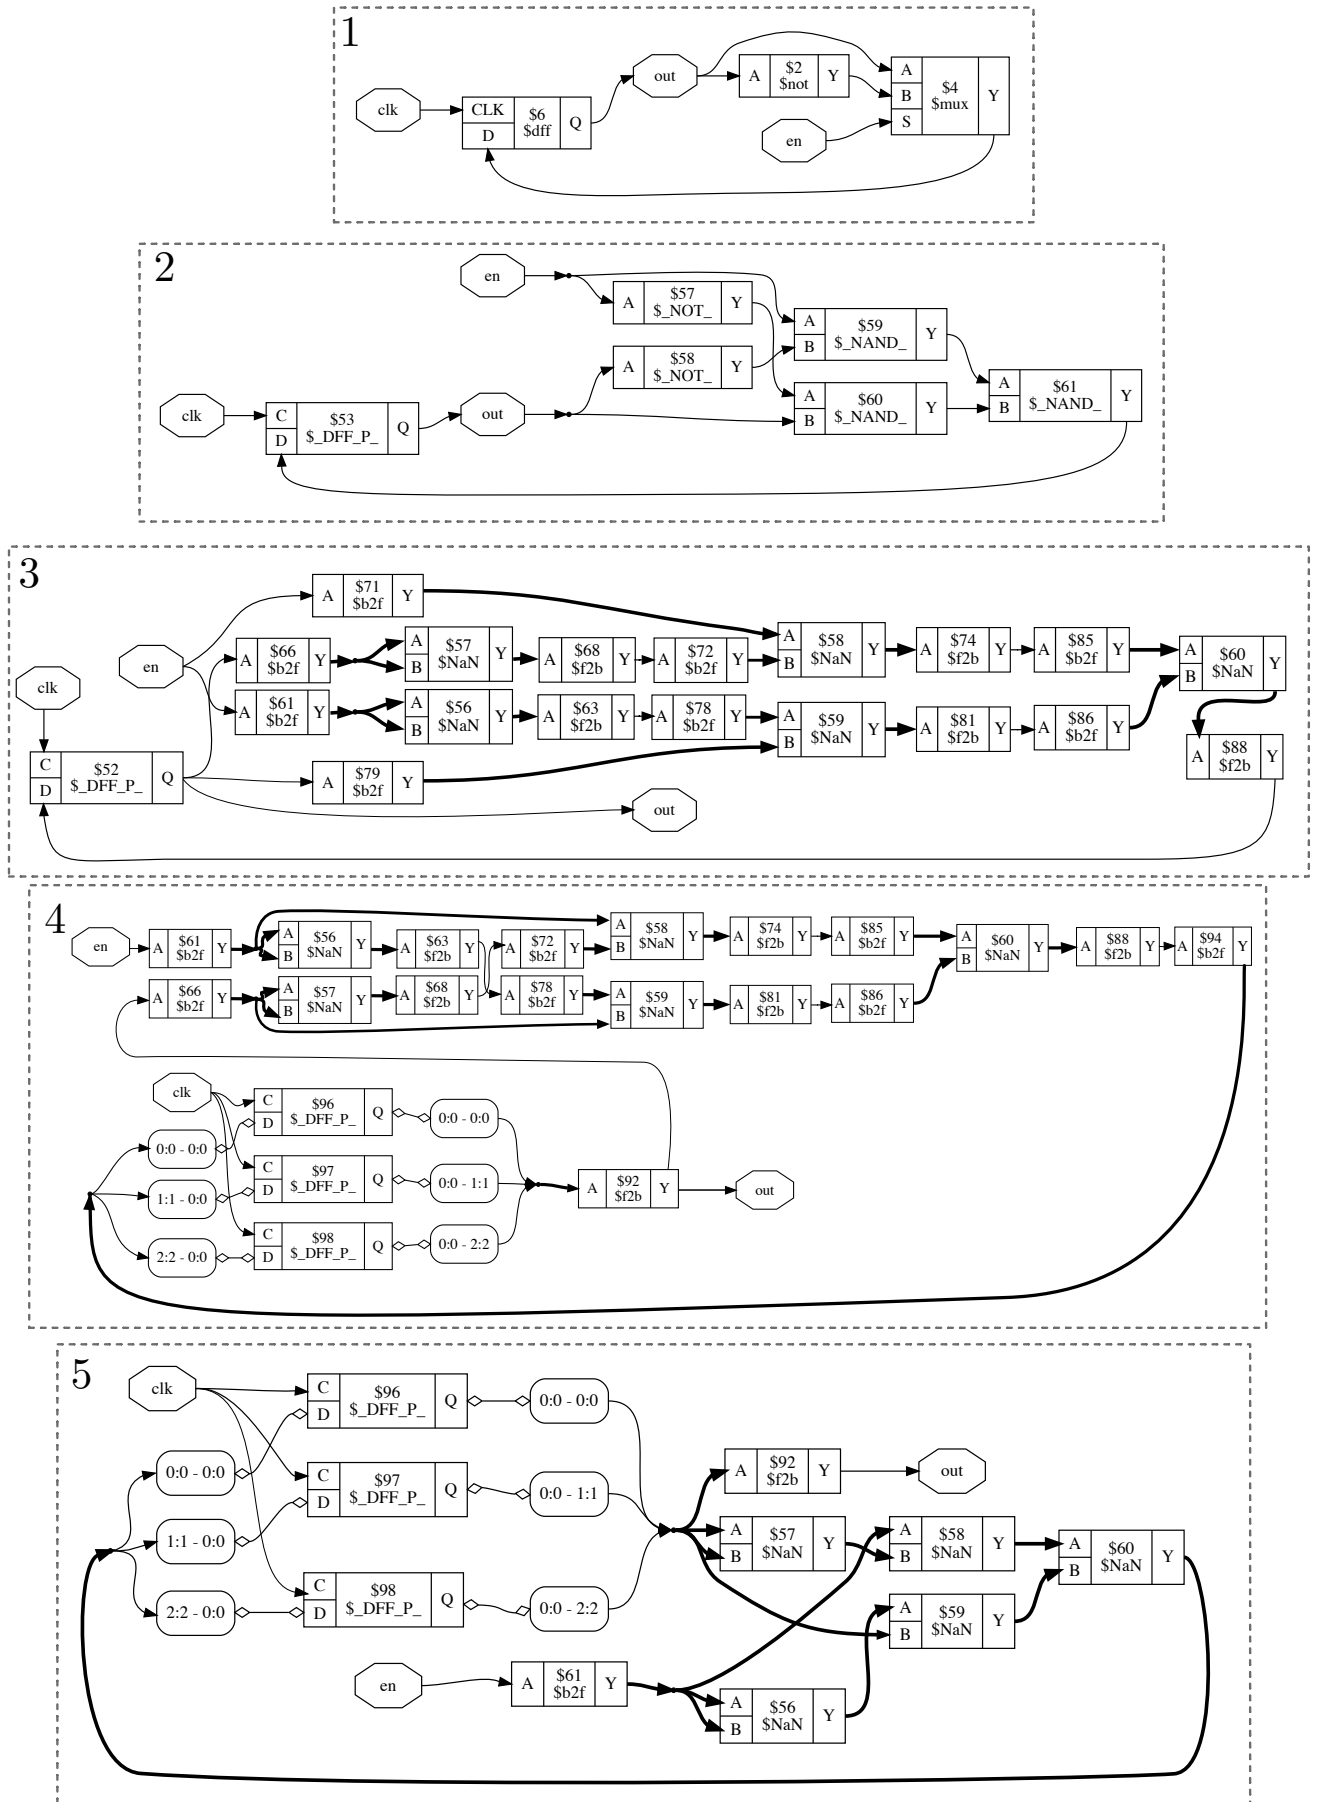 1
clk
CLK
D
$6
$dff
Q
out
A
$2
$not
Y
en
A
B
S
$4
$mux
Y
2
en
A
$57
$_NOT_
Y
A
$58
$_NOT_
Y
clk
C
D
$53
$_DFF_P_
Q
out
A
B
$59
$_NAND_
Y
A
B
$60
$_NAND_
Y
A
B
$61
$_NAND_
Y
3
clk
en
C
D
$52
$_DFF_P_
Q
A
$71
$b2f
Y
A
$66
$b2f
Y
A
$61
$b2f
Y
A
$79
$b2f
Y
A
B
$57
$NaN
Y
A
B
$56
$NaN
Y
A
$68
$f2b
Y
A
$72
$b2f
Y
A
$63
$f2b
Y
A
$78
$b2f
Y
out
A
B
$58
$NaN
Y
A
B
$59
$NaN
Y
A
$74
$f2b
Y
A
$85
$b2f
Y
A
$81
$f2b
Y
A
$86
$b2f
Y
A
B
$60
$NaN
Y
A
$88
$f2b
Y
4
en
A
$61
$b2f
Y
A
$66
$b2f
Y
A
B
$56
$NaN
Y
A
B
$57
$NaN
Y
A
$63
$f2b
Y
A
$68
$f2b
Y
A
$72
$b2f
Y
A
$78
$b2f
Y
A
B
$58
$NaN
Y
A
B
$59
$NaN
Y
A
$74
$f2b
Y
A
$85
$b2f
Y
A
$81
$f2b
Y
A
$86
$b2f
Y
A
B
$60
$NaN
Y
A
$88
$f2b
Y
A
$94
$b2f
Y
clk
0:0 - 0:0
1:1 - 0:0
2:2 - 0:0
C
D
$96
$_DFF_P_
Q
C
D
$97
$_DFF_P_
Q
C
D
$98
$_DFF_P_
Q
0:0 - 0:0
0:0 - 1:1
0:0 - 2:2
A
$92
$f2b
Y
out
5
clk
0:0 - 0:0
1:1 - 0:0
2:2 - 0:0
C
D
$96
$_DFF_P_
Q
C
D
$97
$_DFF_P_
Q
C
D
$98
$_DFF_P_
Q
0:0 - 0:0
0:0 - 1:1
0:0 - 2:2
en
A
$61
$b2f
Y
A
$92
$f2b
Y
out
A
B
$57
$NaN
Y
A
B
$56
$NaN
Y
A
B
$58
$NaN
Y
A
B
$59
$NaN
Y
A
B
$60
$NaN
Y